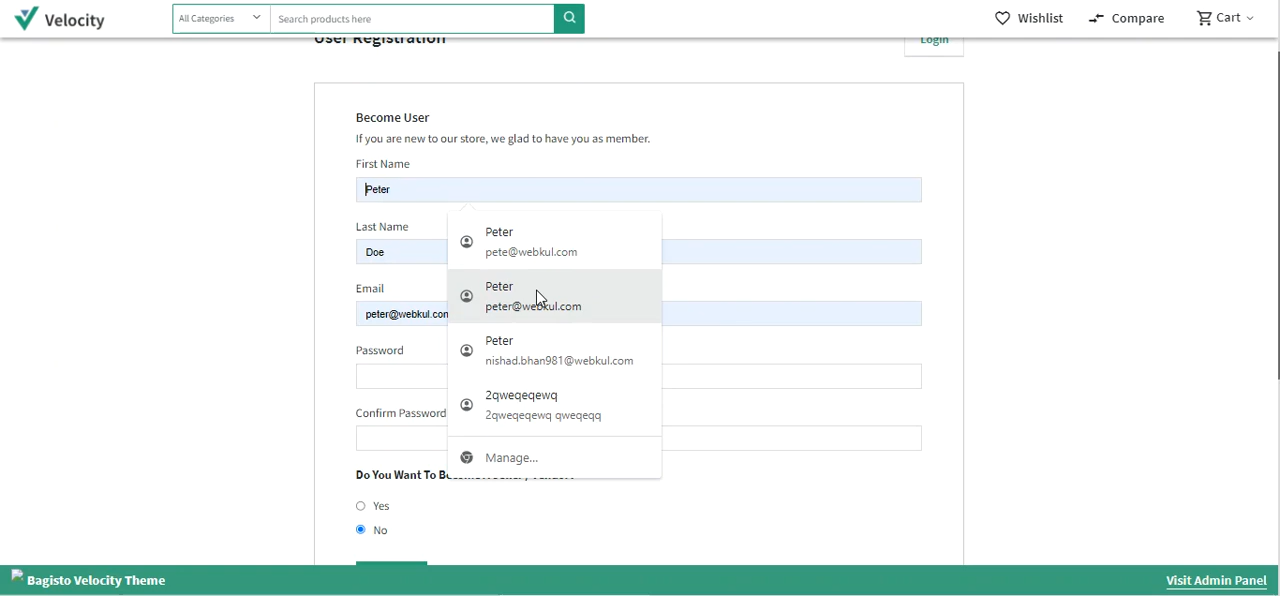 Velocity
All Categories
Search products here
Wishlist
Compare
Cart
User Registration
Login
Become User
If you are new to our store, we glad to have you as member.
First Name
Peter
Last Name
Doe
Email
peter@webkul.com
Password
Confirm Password
Peter
pete@webkul.com
Peter
peter@webkul.com
Peter
nishad.bhan981@webkul.com
2qweqeqewq
2qweqeqewq qweqeqq
Manage...
Do You Want To
Yes
No
Bagisto Velocity Theme
Visit Admin Panel